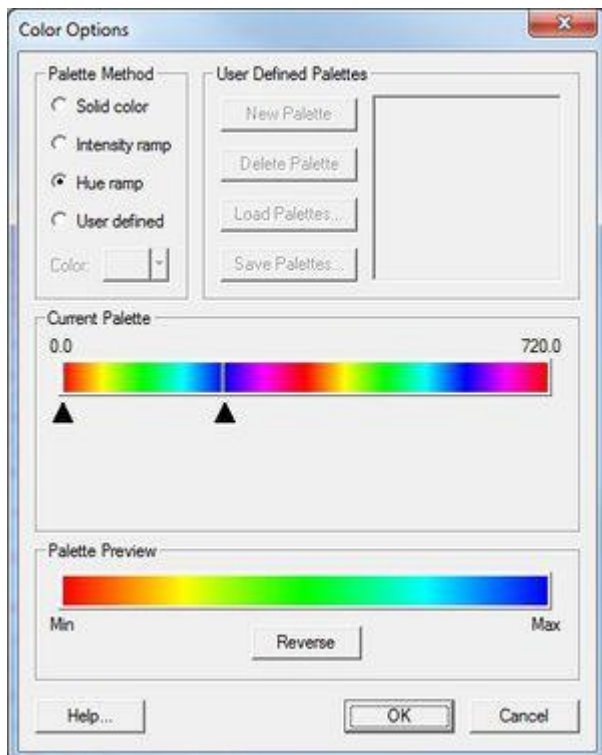 Color Options
Palette Method
Solid color
Intensity ramp
Hue ramp
User defined
Color:
User Defined Palettes
New Palette
Delete Palette
Load Palettes...
Save Palettes...
Current Palette
0.0 720.0
Palette Preview
Min Max
Reverse
Help... OK Cancel